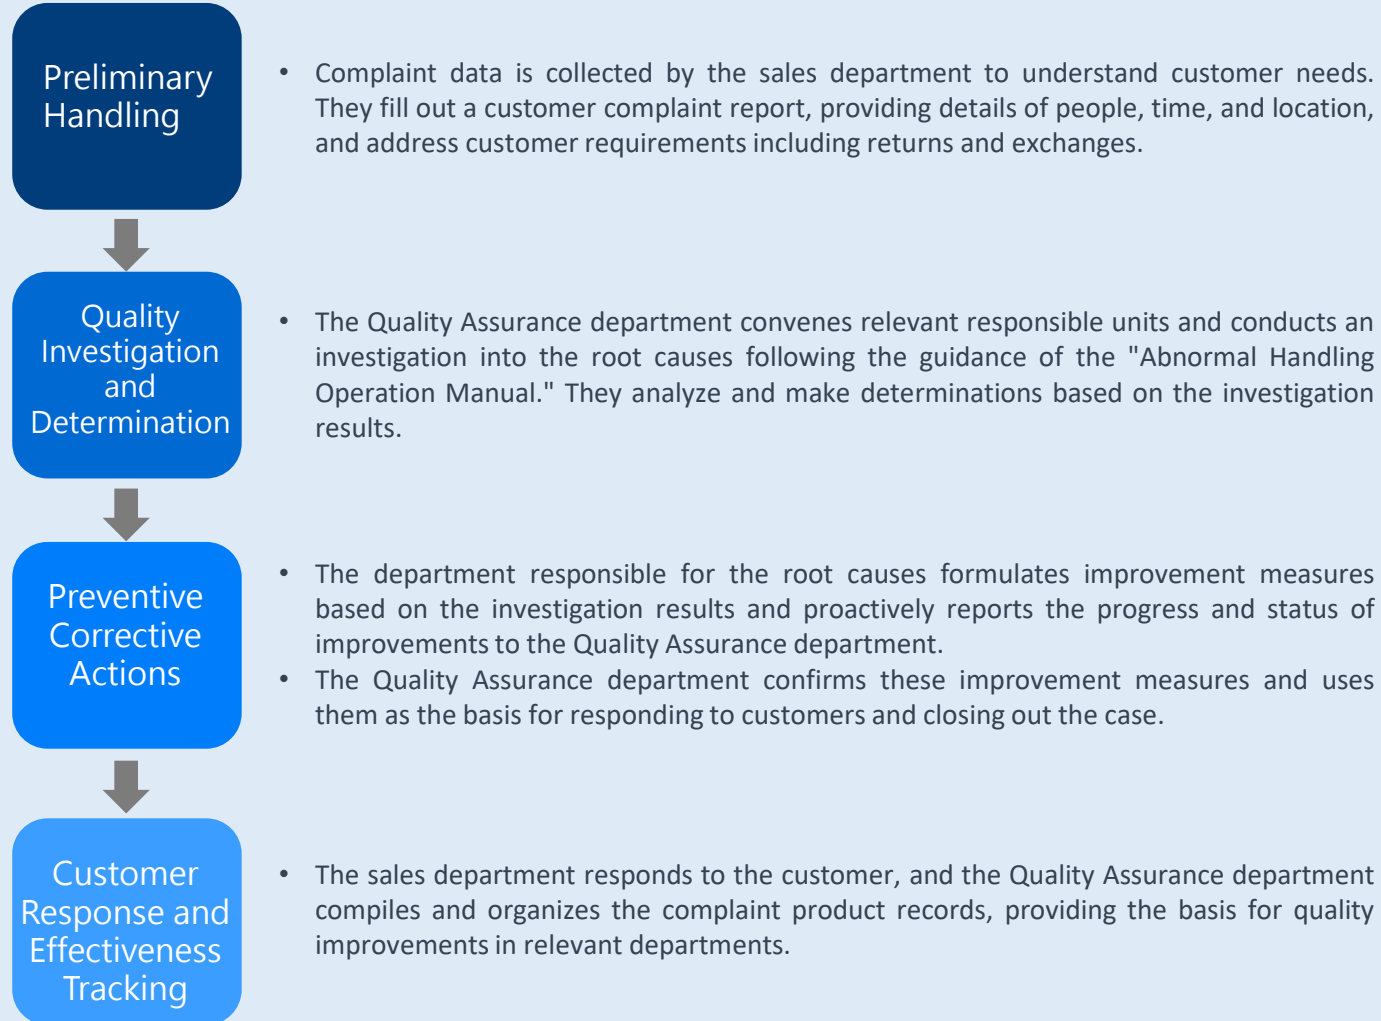 Preliminary
Handling
• Complaint data is collected by the sales department to understand customer needs.
They fill out a customer complaint report, providing details of people, time, and location,
and address customer requirements including returns and exchanges.
Quality
Investigation
and
Determination
• The Quality Assurance department convenes relevant responsible units and conducts an
investigation into the root causes following the guidance of the "Abnormal Handling
Operation Manual." They analyze and make determinations based on the investigation
results.
Preventive
Corrective
Actions
• The department responsible for the root causes formulates improvement measures
based on the investigation results and proactively reports the progress and status of
improvements to the Quality Assurance department.
• The Quality Assurance department confirms these improvement measures and uses
them as the basis for responding to customers and closing out the case.
Customer
Response and
Effectiveness
Tracking
• The sales department responds to the customer, and the Quality Assurance department
compiles and organizes the complaint product records, providing the basis for quality
improvements in relevant departments.